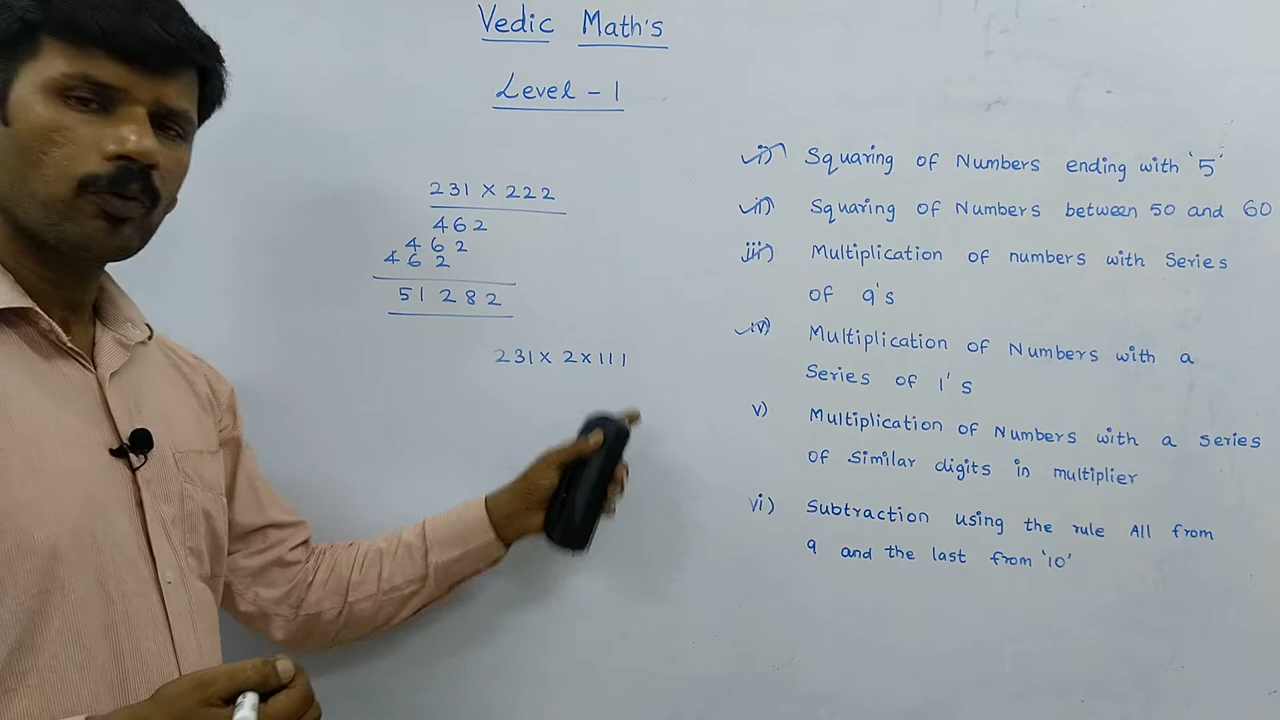 Vedic Math's
Level - 1
231 × 222
462
462
462
51282
231 × 2 × 111
i) Squaring of Numbers ending with '5'
ii) Squaring of Numbers between 50 and 60
iii) Multiplication of numbers with Series
of 9's
iv) Multiplication of Numbers with a
Series of 1's
v) Multiplication of Numbers with a series
of similar digits in multiplier
vi) Subtraction using the rule All from
9 and the last from '10'